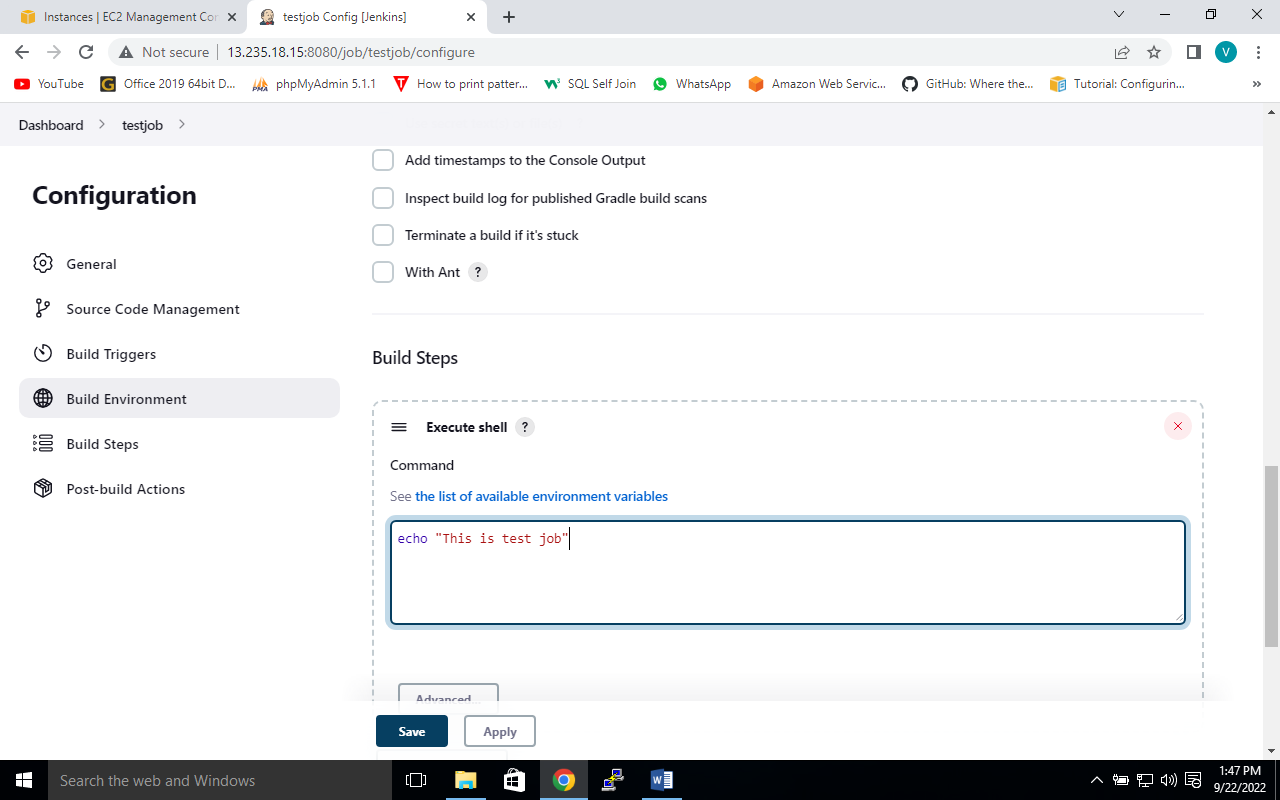 Instances | EC2 Management Con
testjob Config [Jenkins]
Not secure
13.235.18.15:8080/job/testjob/configure
V
YouTube
Office 2019 64bit D...
phpMyAdmin 5.1.1
How to print patter...
SQL Self Join
WhatsApp
Amazon Web Servic...
GitHub: Where the...
Tutorial: Configurin...
»
Dashboard
testjob
Configuration
General
Source Code Management
Build Triggers
Build Environment
Build Steps
Post-build Actions
Add timestamps to the Console Output
Inspect build log for published Gradle build scans
Terminate a build if it's stuck
With Ant ?
Build Steps
Execute shell ?
Command
See the list of available environment variables
echo "This is test job"
Advanced...
Save
Apply
Search the web and Windows
1:47 PM
9/22/2022